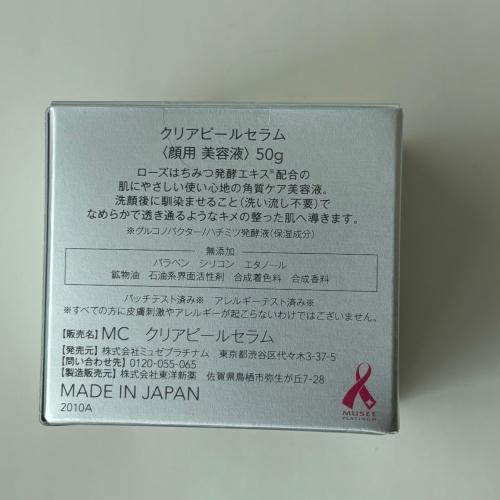 クリアピールセラム
〈顔用 美容液〉50g
ローズはちみつ発酵エキス※配合の
肌にやさしい使い心地の角質ケア美容液。
洗顔後に馴染ませること(洗い流し不要)で
なめらかで透き通るようなキメの整った肌へ導きます。
※グルコノバクター/ハチミツ発酵液(保湿成分)
無添加
パラベン シリコン エタノール
鉱物油 石油系界面活性剤 合成着色料 合成香料
パッチテスト済み※ アレルギーテスト済み※
※すべての方に皮膚刺激やアレルギーが起こらないわけではございません。
【販売名】MC クリアピールセラム
【発売元】株式会社ミュゼプラチナム 東京都渋谷区代々木3-37-5
【問い合わせ先】0120-055-065
【製造販売元】株式会社東洋新薬 佐賀県鳥栖市弥生が丘7-28
MADE IN JAPAN
2010A
MUSEE
PLATINUM